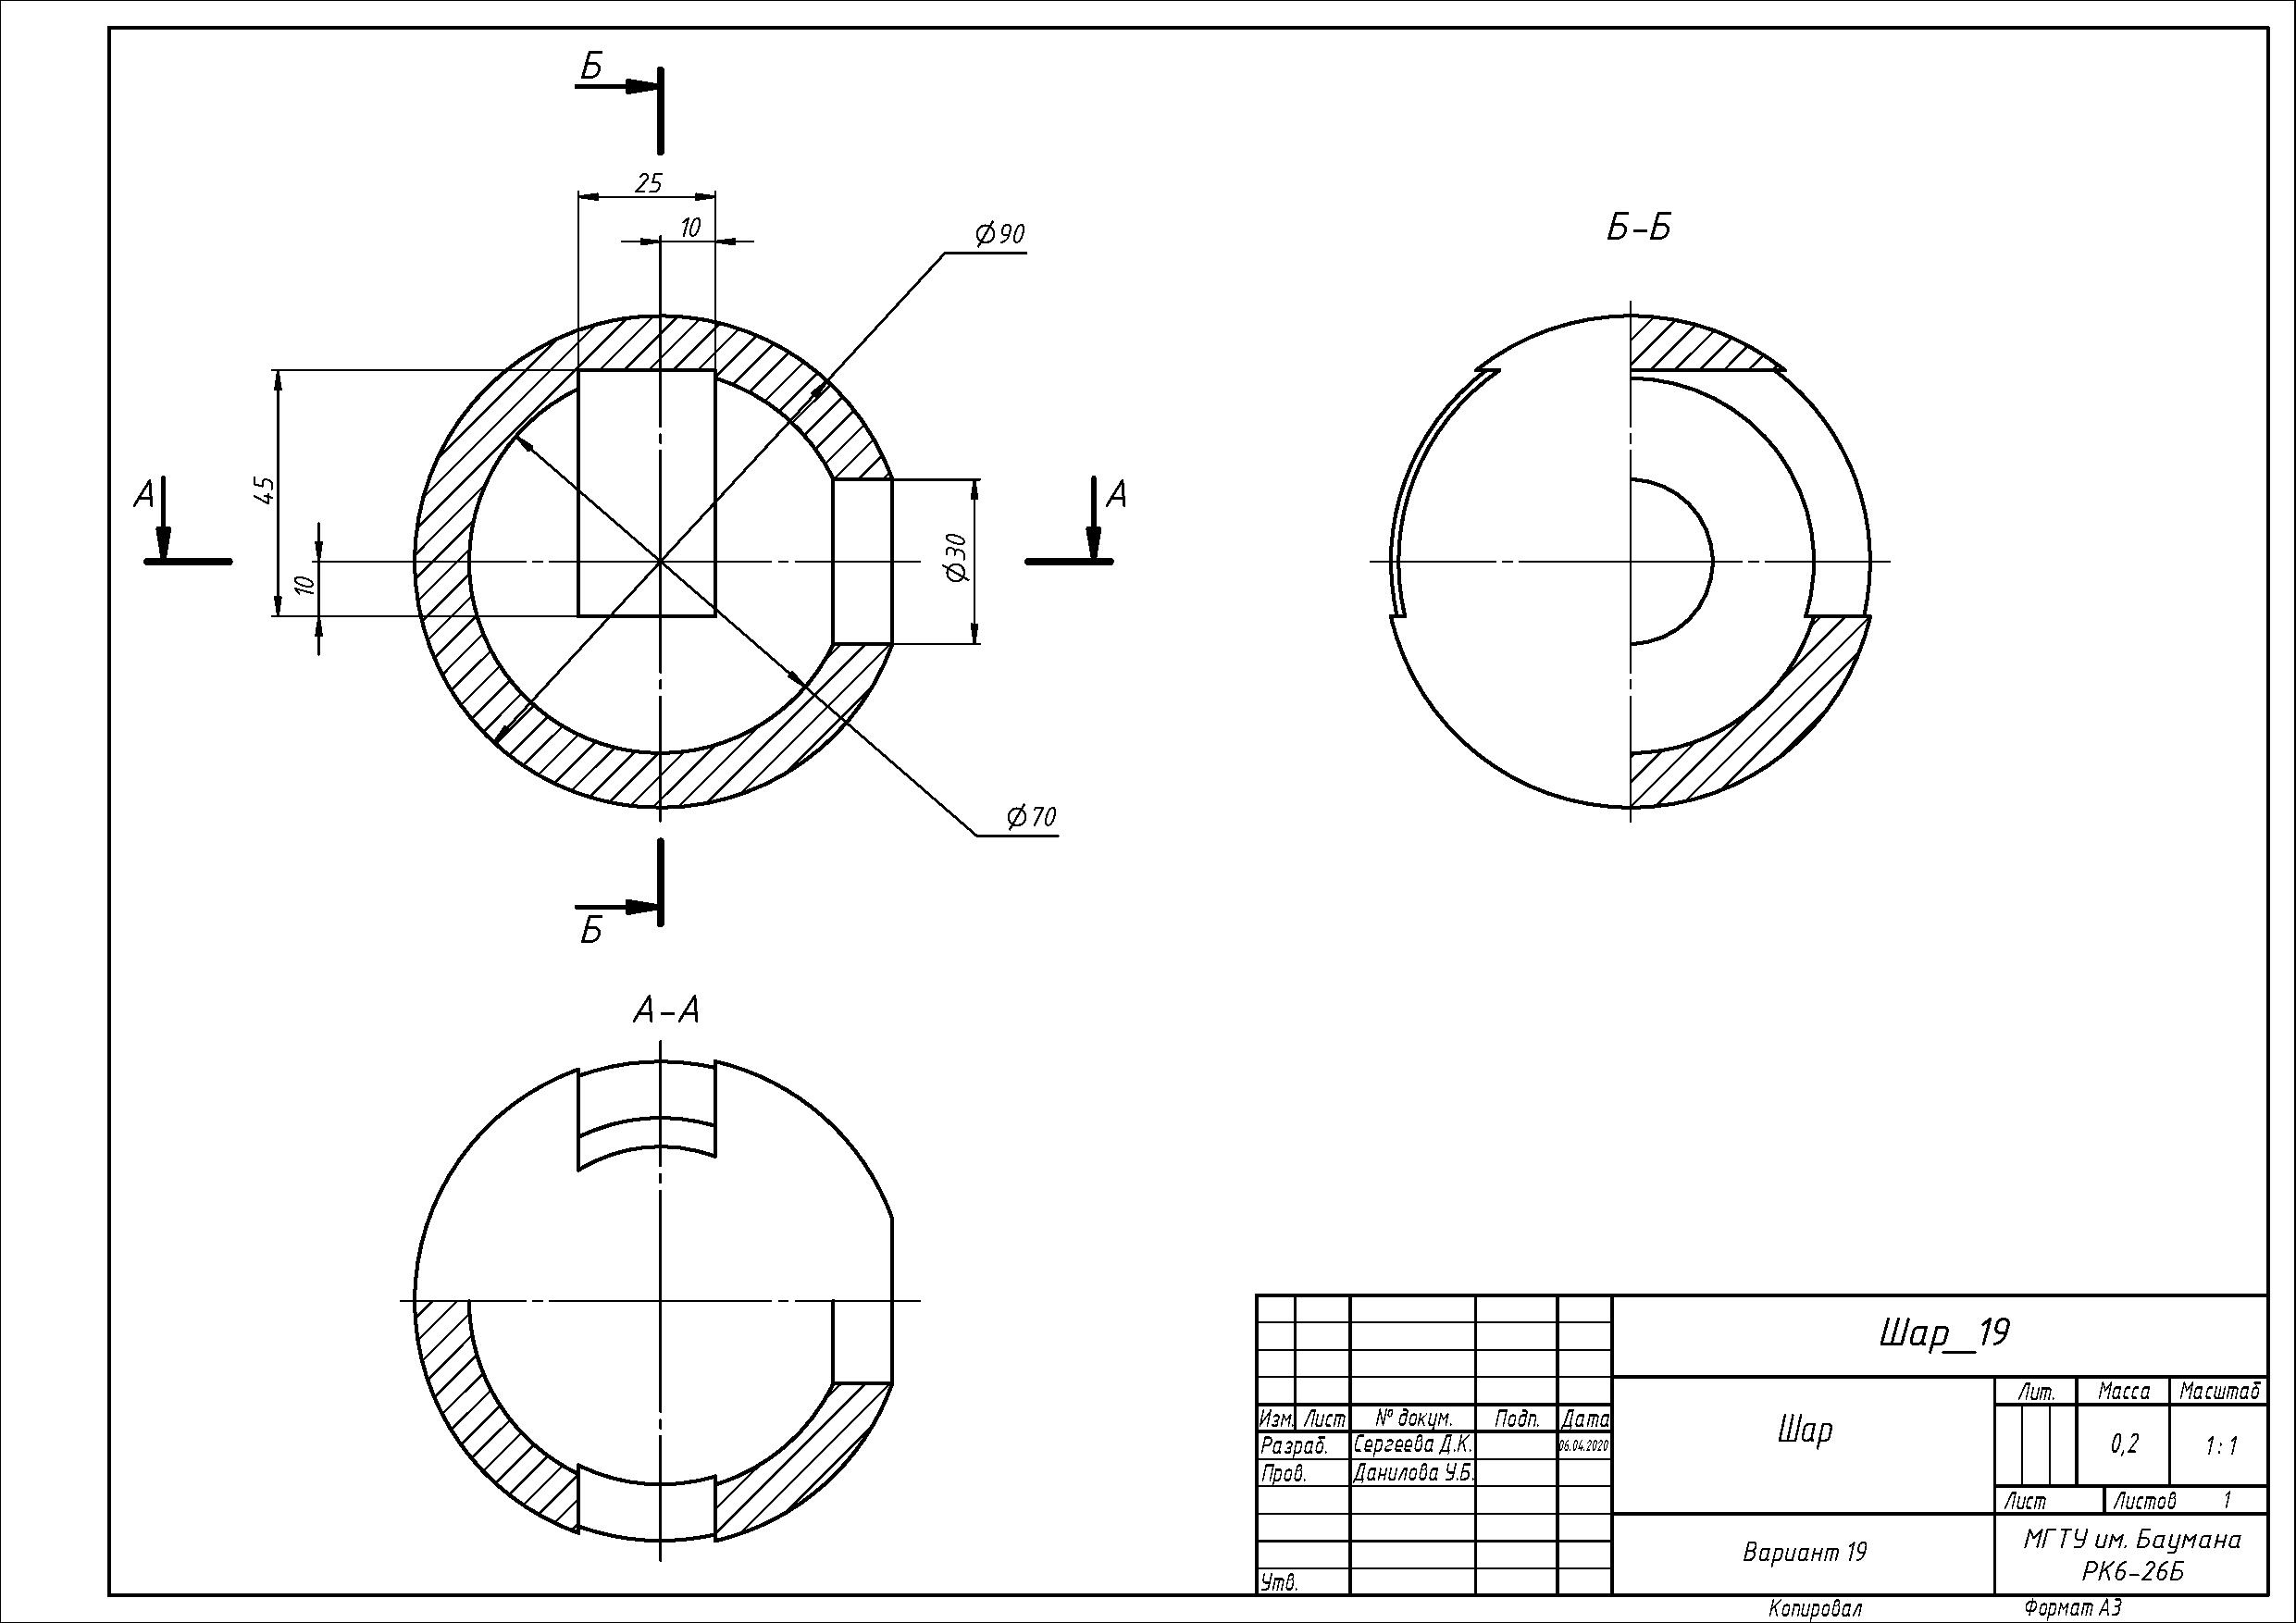 Б
25
10
⌀90
Б-Б
А
А
45
10
⌀30
⌀70
Б
А-А
Шар_19
Лит. Масса Масштаб
Изм. Лист № докум. Подп. Дата
Разраб. Сергеева Д.К. 06.04.2020
Шар
0,2 1:1
Пров. Данилова У.Б.
Лист Листов 1
Вариант 19
МГТУ им. Баумана
РК6-26Б
Утв.
Копировал Формат А3